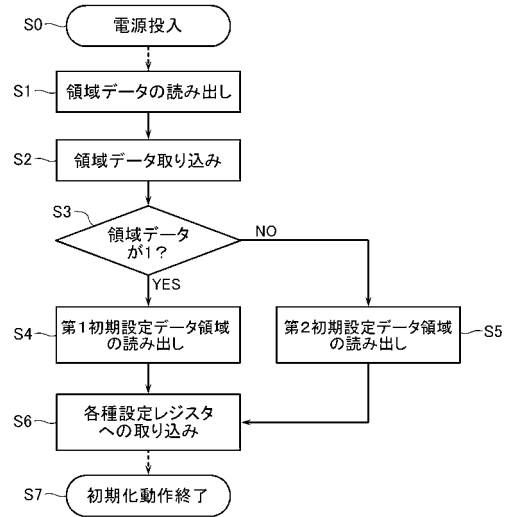 S0
電源投入
S1
領域データの読み出し
S2
領域データ取り込み
S3
領域データ
が1?
NO
YES
S4
第1初期設定データ領域
の読み出し
第2初期設定データ領域
の読み出し
S5
S6
各種設定レジスタ
への取り込み
S7
初期化動作終了